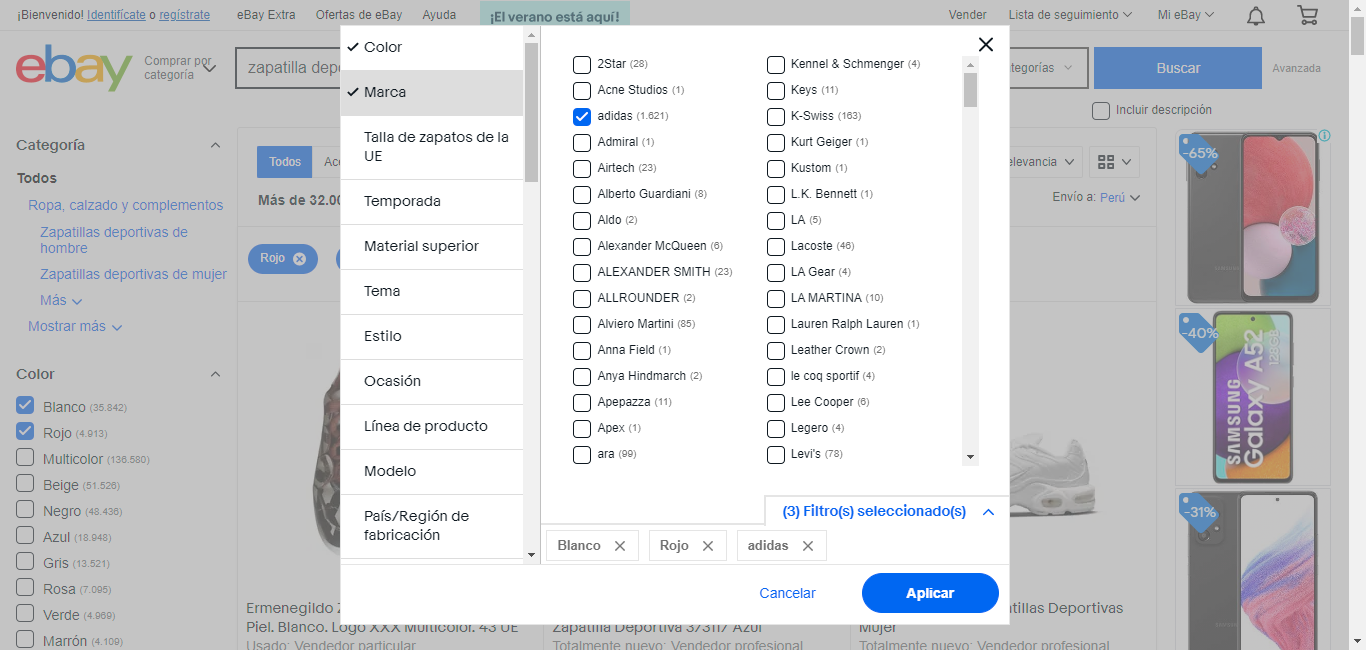 ¡Bienvenido! Identifícate o regístrate
eBay Extra
Ofertas de eBay
Ayuda
¡El verano está aquí!
Vender
Lista de seguimiento
Mi eBay
ebay
Comprar por
categoría
zapatilla
Buscar
Avanzada
Incluir descripción
Categoría
Todos
Ropa, calzado y complementos
Zapatillas deportivas de
hombre
Zapatillas deportivas de mujer
Más
Mostrar más
Color
Blanco (35.842)
Rojo (4.913)
Multicolor (136.580)
Beige (51.526)
Negro (48.436)
Azul (18.948)
Gris (13.521)
Rosa (7.095)
Verde (4.969)
Marrón (4.109)
Todos
Más de 32.00
Envío a: Perú
Rojo
Color
Marca
Talla de zapatos de la
UE
Temporada
Material superior
Tema
Estilo
Ocasión
Línea de producto
Modelo
País/Región de
fabricación
2Star (28)
Acne Studios (1)
adidas (1.621)
Admiral (1)
Airtech (23)
Alberto Guardiani (8)
Aldo (2)
Alexander McQueen (6)
ALEXANDER SMITH (23)
ALLROUNDER (2)
Alviero Martini (85)
Anna Field (1)
Anya Hindmarch (2)
Apepazza (11)
Apex (1)
ara (99)
Kennel & Schmenger (4)
Keys (11)
K-Swiss (163)
Kurt Geiger (1)
Kustom (1)
L.K. Bennett (1)
LA (5)
Lacoste (46)
LA Gear (4)
LA MARTINA (10)
Lauren Ralph Lauren (1)
Leather Crown (2)
le coq sportif (4)
Lee Cooper (6)
Legero (4)
Levi's (78)
(3) Filtro(s) seleccionado(s)
Blanco
Rojo
adidas
Cancelar
Aplicar
Ermenegildo
Piel. Blanco. Logo XXX Multicolor. 43 UE
Usado: Vendedor particular
Zapatilla Deportiva 373117 Azul
Totalmente nuevo: Vendedor profesional
Deportivas
Mujer
Totalmente nuevo: Vendedor profesional
-65%
-40%
SAMSUNG
Galaxy A52
128GB
-31%